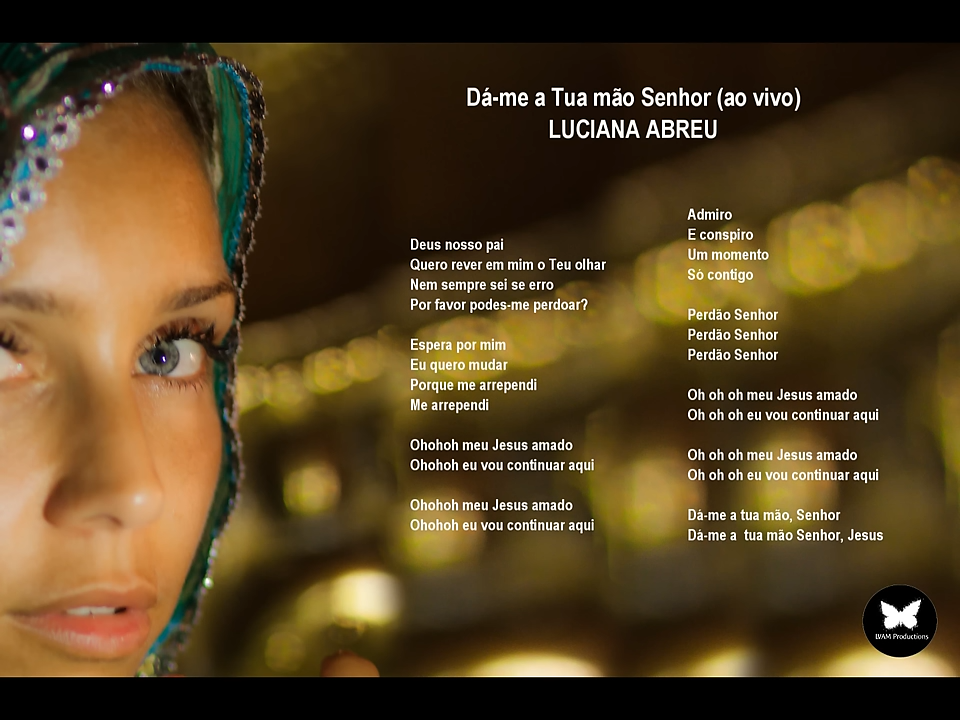 Dá-me a Tua mão Senhor (ao vivo)
LUCIANA ABREU
Deus nosso pai
Quero rever em mim o Teu olhar
Nem sempre sei se erro
Por favor podes-me perdoar?
Espera por mim
Eu quero mudar
Porque me arrependi
Me arrependi
Ohohoh meu Jesus amado
Ohohoh eu vou continuar aqui
Ohohoh meu Jesus amado
Ohohoh eu vou continuar aqui
Admiro
E conspiro
Um momento
Só contigo
Perdão Senhor
Perdão Senhor
Perdão Senhor
Oh oh oh meu Jesus amado
Oh oh oh eu vou continuar aqui
Oh oh oh meu Jesus amado
Oh oh oh eu vou continuar aqui
Dá-me a tua mão, Senhor
Dá-me a  tua mão Senhor, Jesus
LVAM Productions